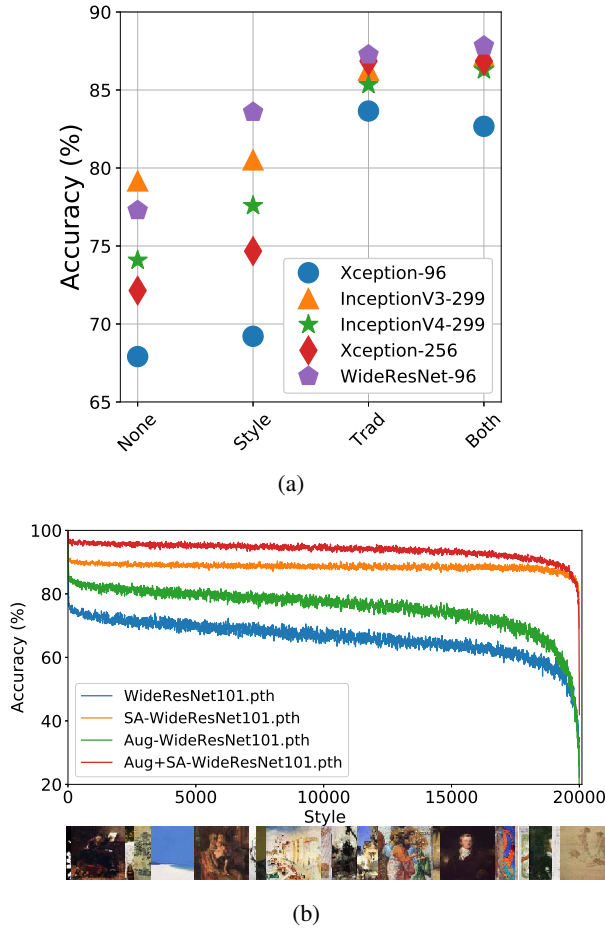 90
85
80
75
70
65
Accuracy (%)
Xception-96
InceptionV3-299
InceptionV4-299
Xception-256
WideResNet-96
None
Style
Trad
Both
(a)
100
80
60
40
20
Accuracy (%)
WideResNet101.pth
SA-WideResNet101.pth
Aug-WideResNet101.pth
Aug+SA-WideResNet101.pth
0 5000 10000 15000 20000
Style
(b)